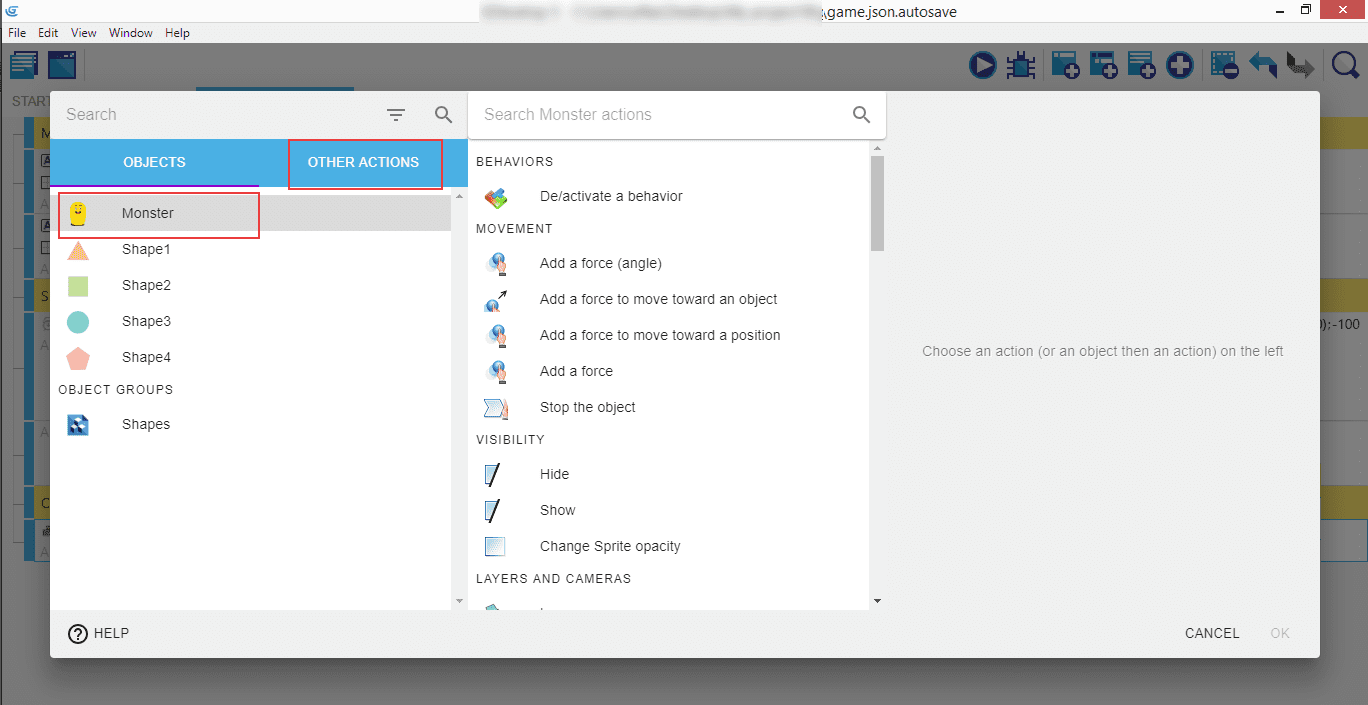 \game.json.autosave
File Edit View Window Help
START
Search
Search Monster actions
OBJECTS
OTHER ACTIONS
Monster
Shape1
Shape2
Shape3
Shape4
OBJECT GROUPS
Shapes
BEHAVIORS
De/activate a behavior
MOVEMENT
Add a force (angle)
Add a force to move toward an object
Add a force to move toward a position
Add a force
Stop the object
VISIBILITY
Hide
Show
Change Sprite opacity
LAYERS AND CAMERAS
Choose an action (or an object then an action) on the left
);-100
HELP
CANCEL
OK